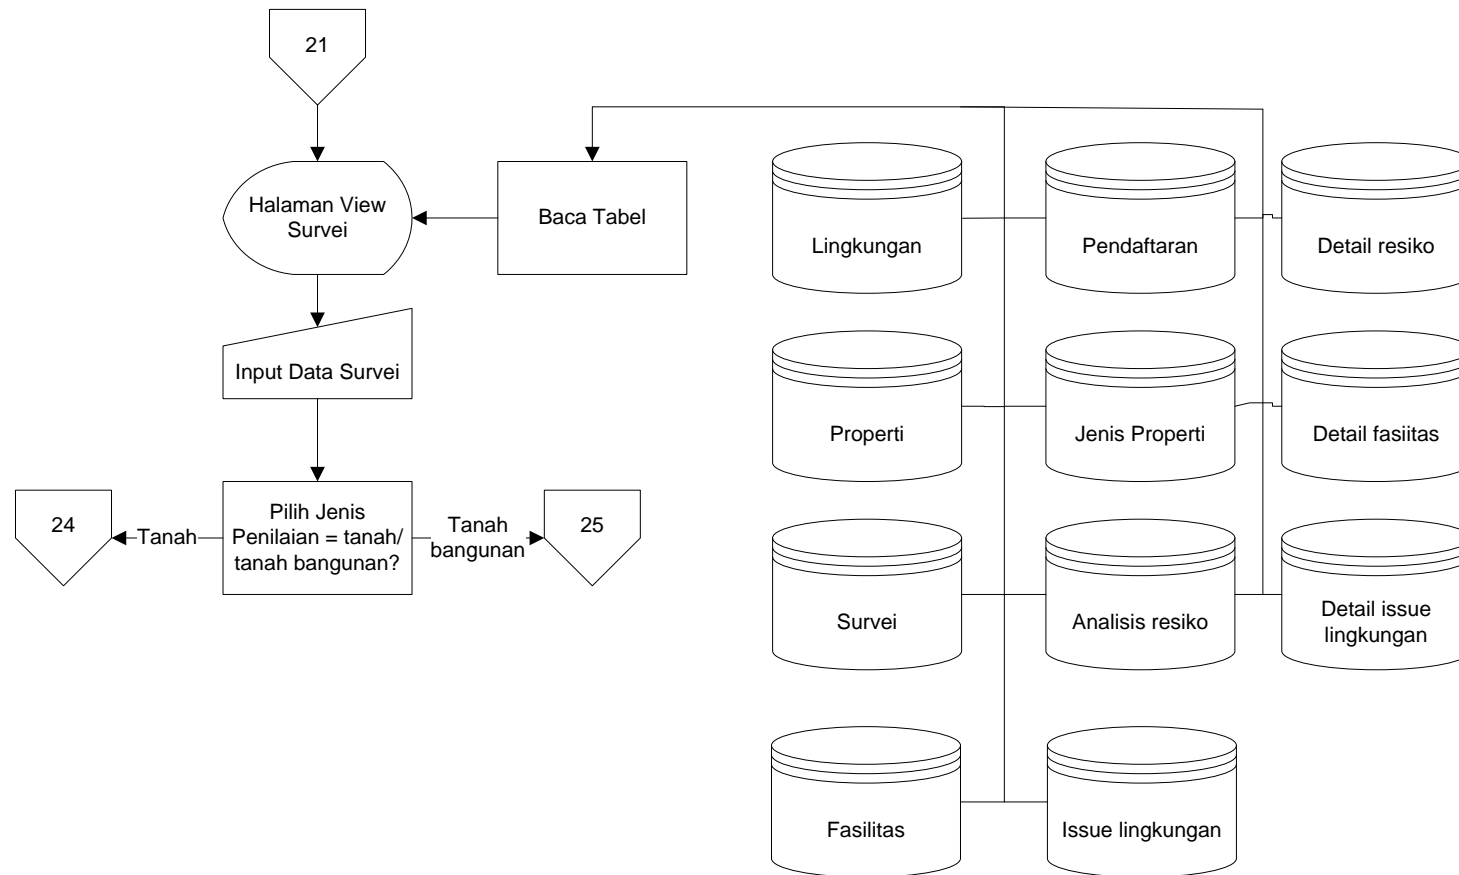 21
Halaman View
Survei
Baca Tabel
Lingkungan
Pendaftaran
Detail resiko
Input Data Survei
Properti
Jenis Properti
Detail fasiitas
24
Tanah
Pilih Jenis
Penilaian = tanah/
tanah bangunan?
Tanah
bangunan
25
Survei
Analisis resiko
Detail issue
lingkungan
Fasilitas
Issue lingkungan